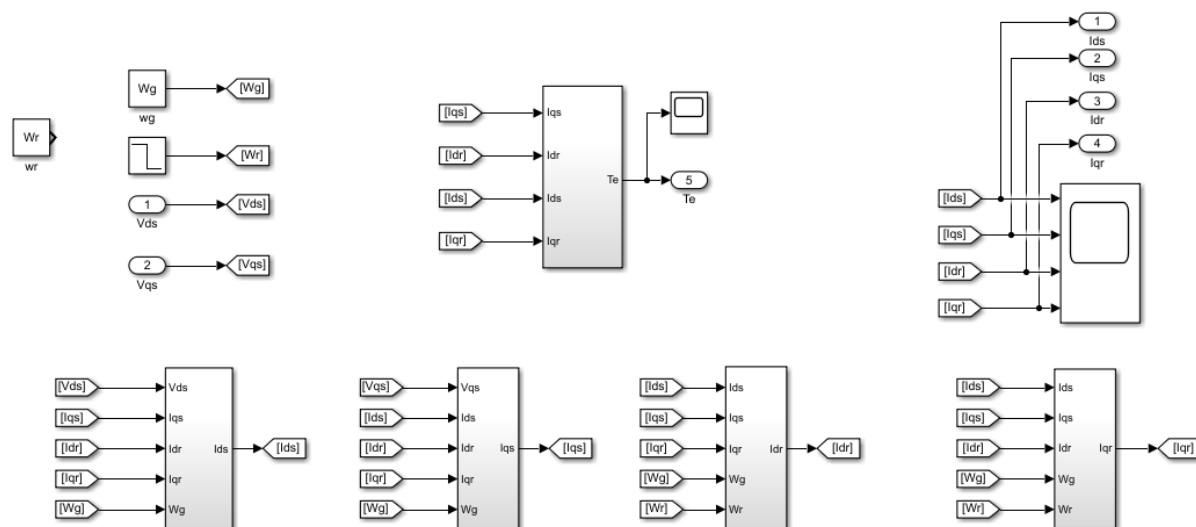 Wr
wr
Wg
wg
[Wg]
[Wr]
1
Vds
[Vds]
2
Vqs
[Vqs]
[Iqs]
[Idr]
[Ids]
[Iqr]
Iqs
Idr
Ids
Iqr
Te
5
Te
1
Ids
2
Iqs
3
Idr
4
Iqr
[Ids]
[Iqs]
[Idr]
[Iqr]
[Vds]
[Iqs]
[Idr]
[Iqr]
[Wg]
Vds
Iqs
Idr
Iqr
Wg
Ids
[Ids]
[Vqs]
[Ids]
[Idr]
[Iqr]
[Wg]
Vqs
Ids
Idr
Iqr
Wg
Iqs
[Iqs]
[Ids]
[Iqs]
[Iqr]
[Wg]
[Wr]
Ids
Iqs
Iqr
Wg
Wr
Idr
[Idr]
[Ids]
[Iqs]
[Idr]
[Wg]
[Wr]
Ids
Iqs
Idr
Wg
Wr
Iqr
[Iqr]